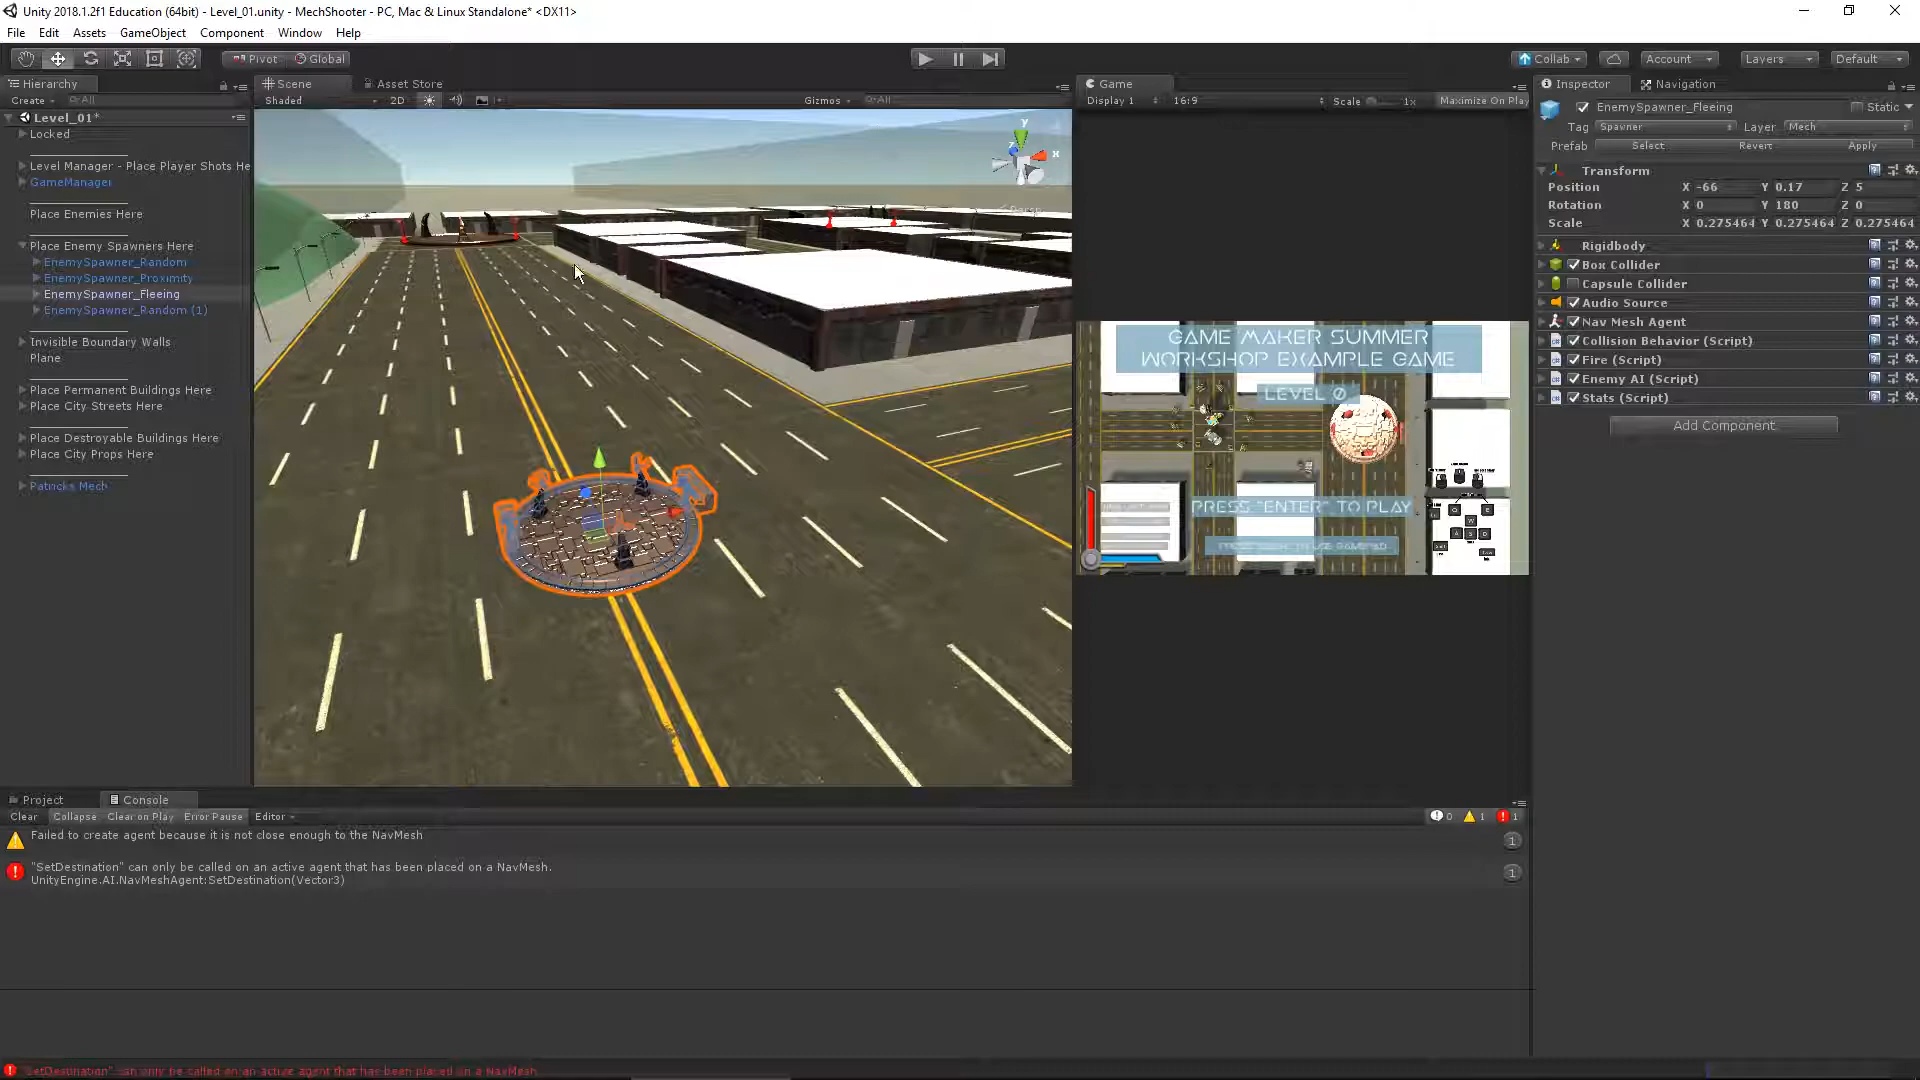 Unity 2018.1.2f1 Education (64bit) - Level_01.unity - MechShooter - PC, Mac & Linux Standalone* <DX11>
File Edit Assets GameObject Component Window Help
Pivot Global Collab Account Layers Default
Hierarchy Scene Asset Store Game Inspector Navigation
Create All Shaded 2D Gizmos All Display 1 16:9 Scale 1x Maximize On Play
EnemySpawner_Fleeing Static
Tag Spawner Layer Mech
Prefab Select Revert Apply
Level_01*
Locked
Level Manager - Place Player Shots He
GameManager
Place Enemies Here
Place Enemy Spawners Here
EnemySpawner_Random
EnemySpawner_Proximity
EnemySpawner_Fleeing
EnemySpawner_Random (1)
Invisible Boundary Walls
Plane
Place Permanent Buildings Here
Place City Streets Here
Place Destroyable Buildings Here
Place City Props Here
Patricks Mech
y
x
z
Persp
GAME MAKER SUMMER
WORKSHOP EXAMPLE GAME
LEVEL 0
PRESS "ENTER" TO PLAY
Transform
Position X -66 Y 0.17 Z 5
Rotation X 0 Y 180 Z 0
Scale X 0.275464 Y 0.275464 Z 0.275464
Rigidbody
Box Collider
Capsule Collider
Audio Source
Nav Mesh Agent
Collision Behavior (Script)
Fire (Script)
Enemy AI (Script)
Stats (Script)
Add Component
Project Console
Clear Collapse Clear on Play Error Pause Editor 0 1 1
Failed to create agent because it is not close enough to the NavMesh 1
"SetDestination" can only be called on an active agent that has been placed on a NavMesh.
UnityEngine.AI.NavMeshAgent:SetDestination(Vector3) 1
"SetDestination" can only be called on an active agent that has been placed on a NavMesh.